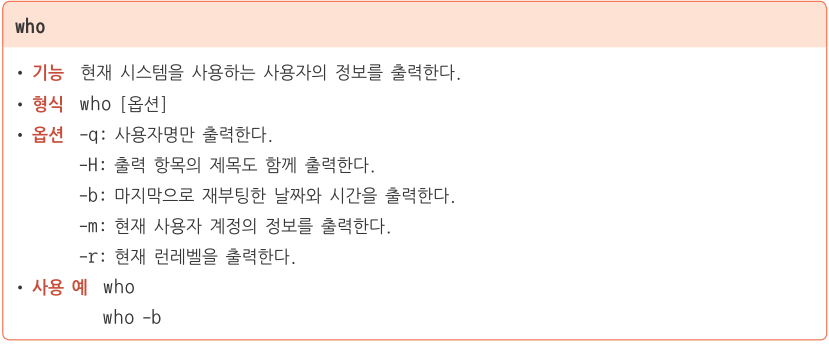 who
• 기능 현재 시스템을 사용하는 사용자의 정보를 출력한다.
• 형식 who [옵션]
• 옵션 -q: 사용자명만 출력한다.
-H: 출력 항목의 제목도 함께 출력한다.
-b: 마지막으로 재부팅한 날짜와 시간을 출력한다.
-m: 현재 사용자 계정의 정보를 출력한다.
-r: 현재 런레벨을 출력한다.
• 사용 예 who
who -b